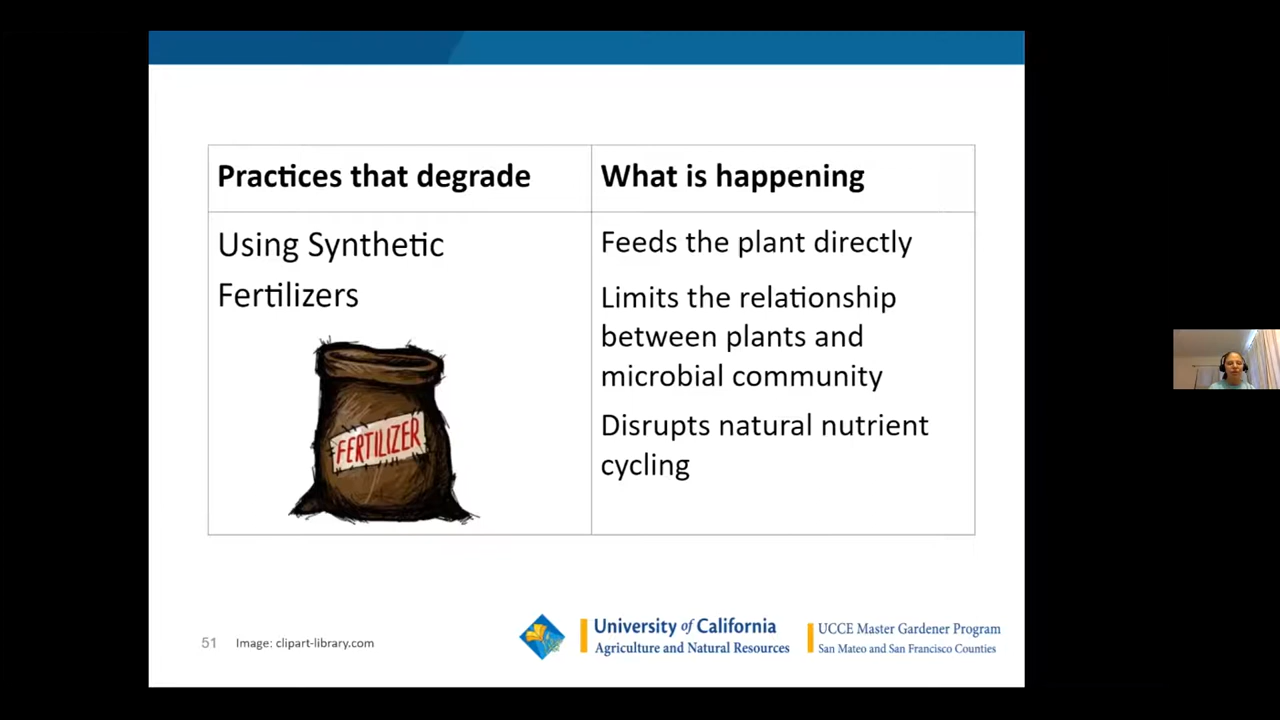 Practices that degrade
What is happening
Using Synthetic
Fertilizers
FERTILIZER
Feeds the plant directly
Limits the relationship
between plants and
microbial community
Disrupts natural nutrient
cycling
51
Image: clipart-library.com
University of California
Agriculture and Natural Resources
UCCE Master Gardener Program
San Mateo and San Francisco Counties